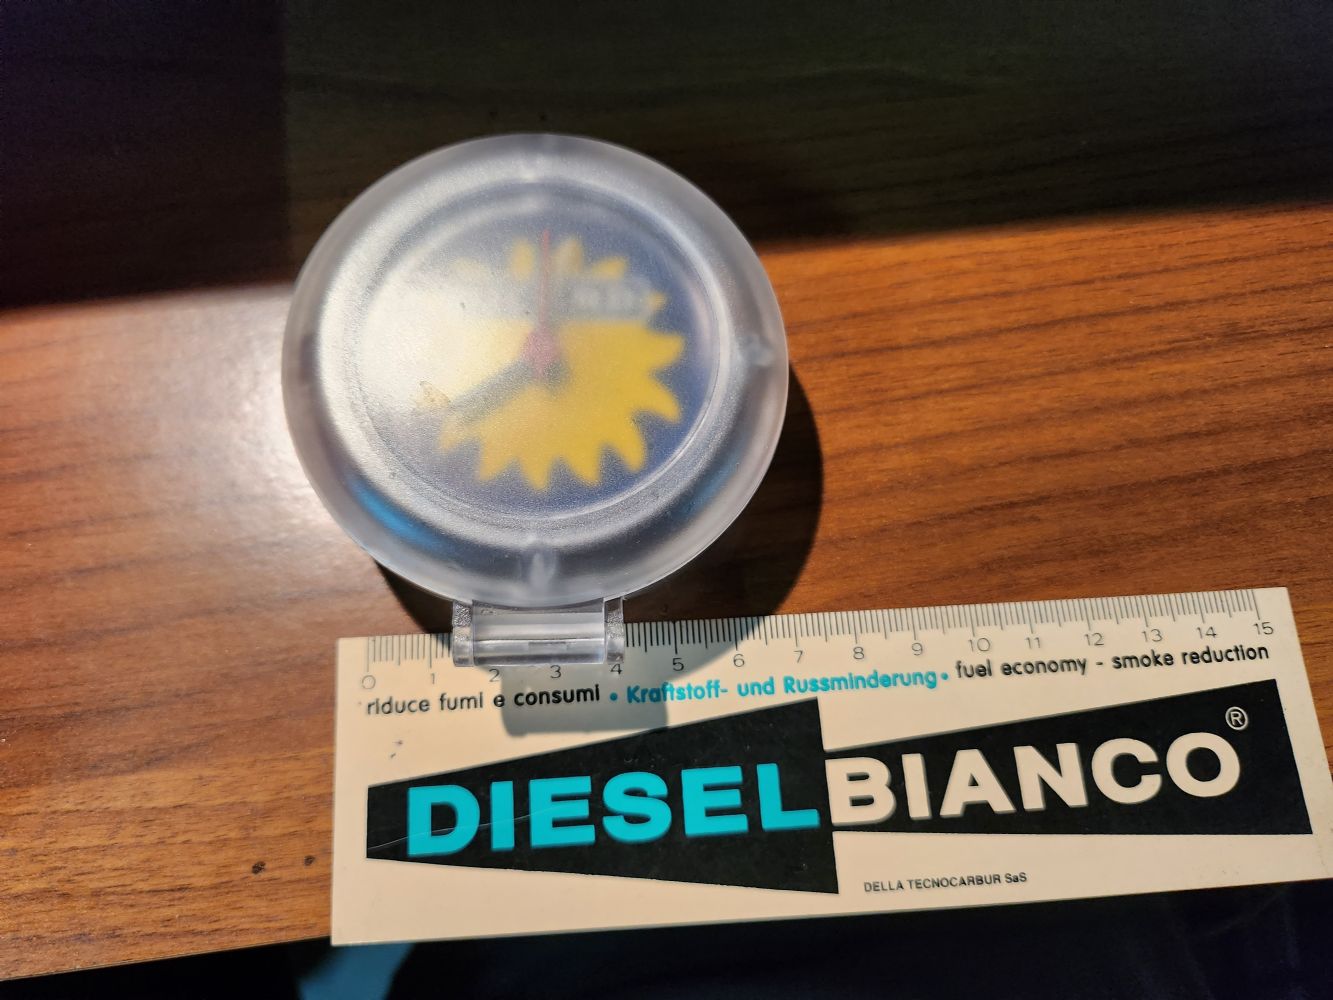 0 1 2 3 4 5 6 7 8 9 10 11 12 13 14 15
riduce fumi e consumi • Kraftstoff- und Russminderung • fuel economy - smoke reduction
DIESELBIANCO®
DELLA TECNOCARBUR SaS